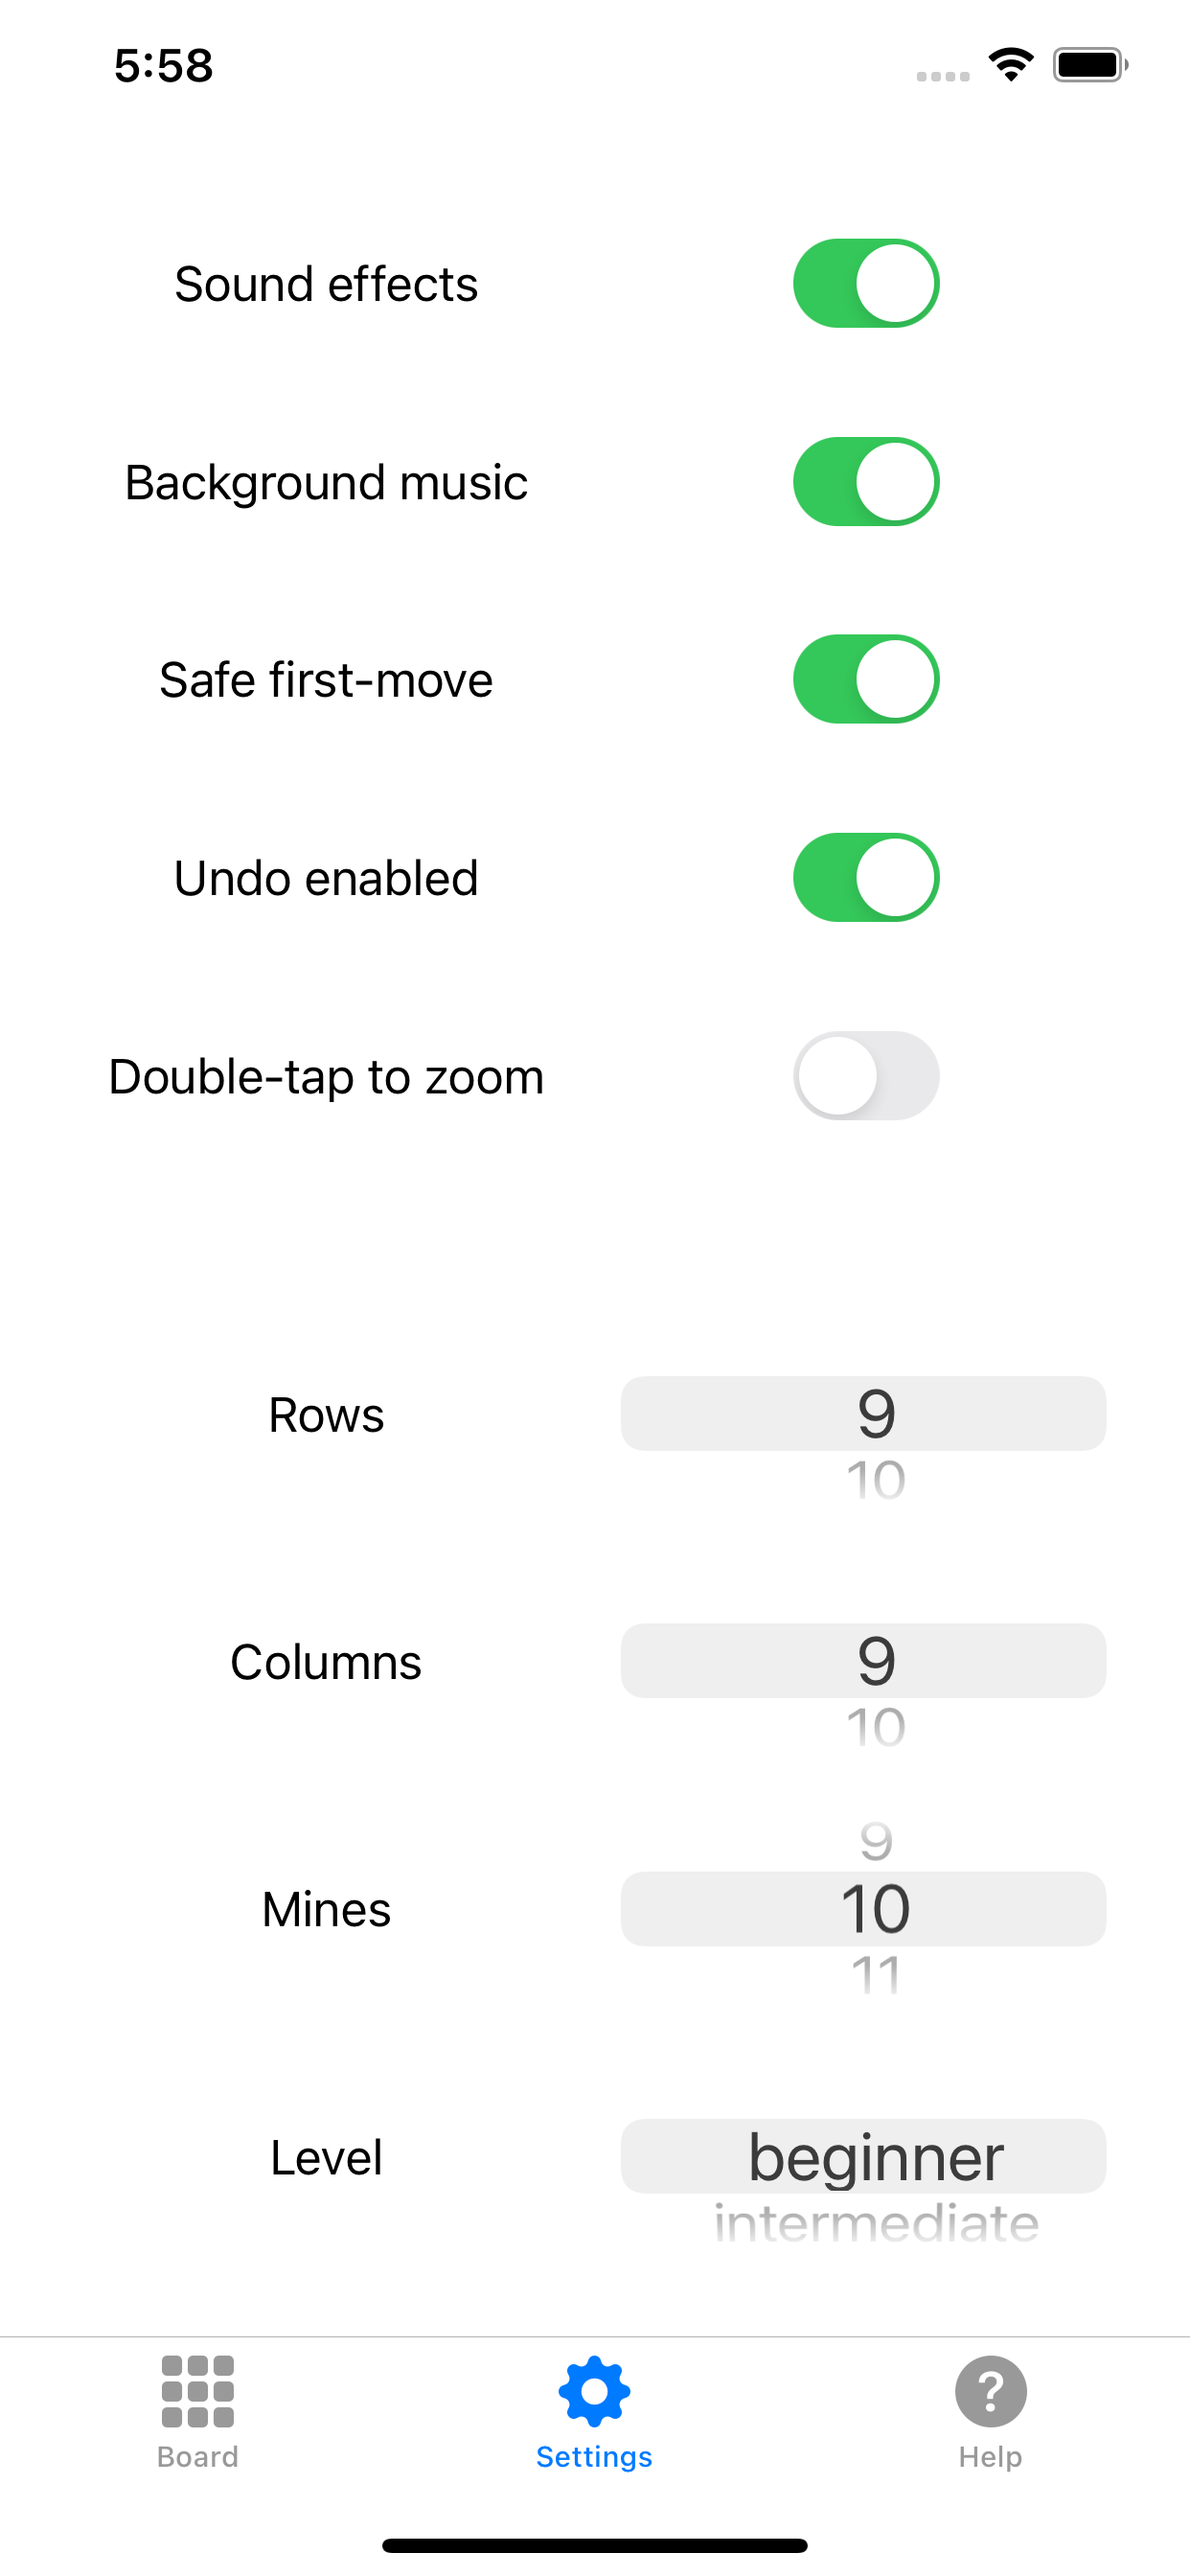 5:58
Sound effects
Background music
Safe first-move
Undo enabled
Double-tap to zoom
Rows
9
10
Columns
9
10
9
Mines
10
11
Level
beginner
intermediate
Board
Settings
?
Help